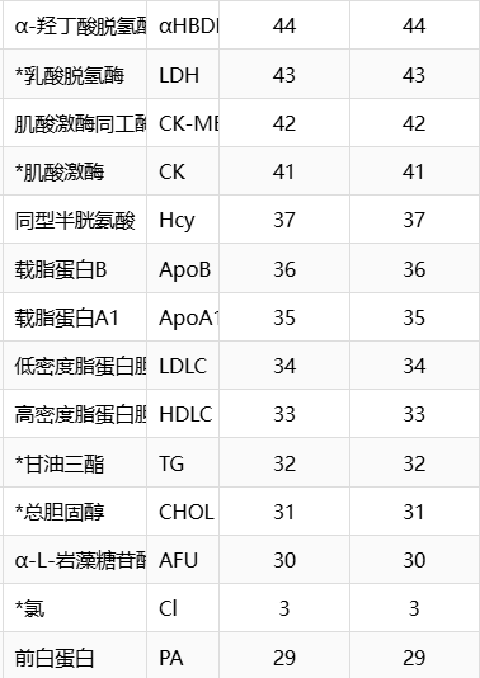 α-羟丁酸脱氢酶 αHBDH 44 44
*乳酸脱氢酶 LDH 43 43
肌酸激酶同工酶 CK-MB 42 42
*肌酸激酶 CK 41 41
同型半胱氨酸 Hcy 37 37
载脂蛋白B ApoB 36 36
载脂蛋白A1 ApoA1 35 35
低密度脂蛋白胆 LDLC 34 34
高密度脂蛋白胆 HDLC 33 33
*甘油三酯 TG 32 32
*总胆固醇 CHOL 31 31
α-L-岩藻糖苷酶 AFU 30 30
*氯 Cl 3 3
前白蛋白 PA 29 29